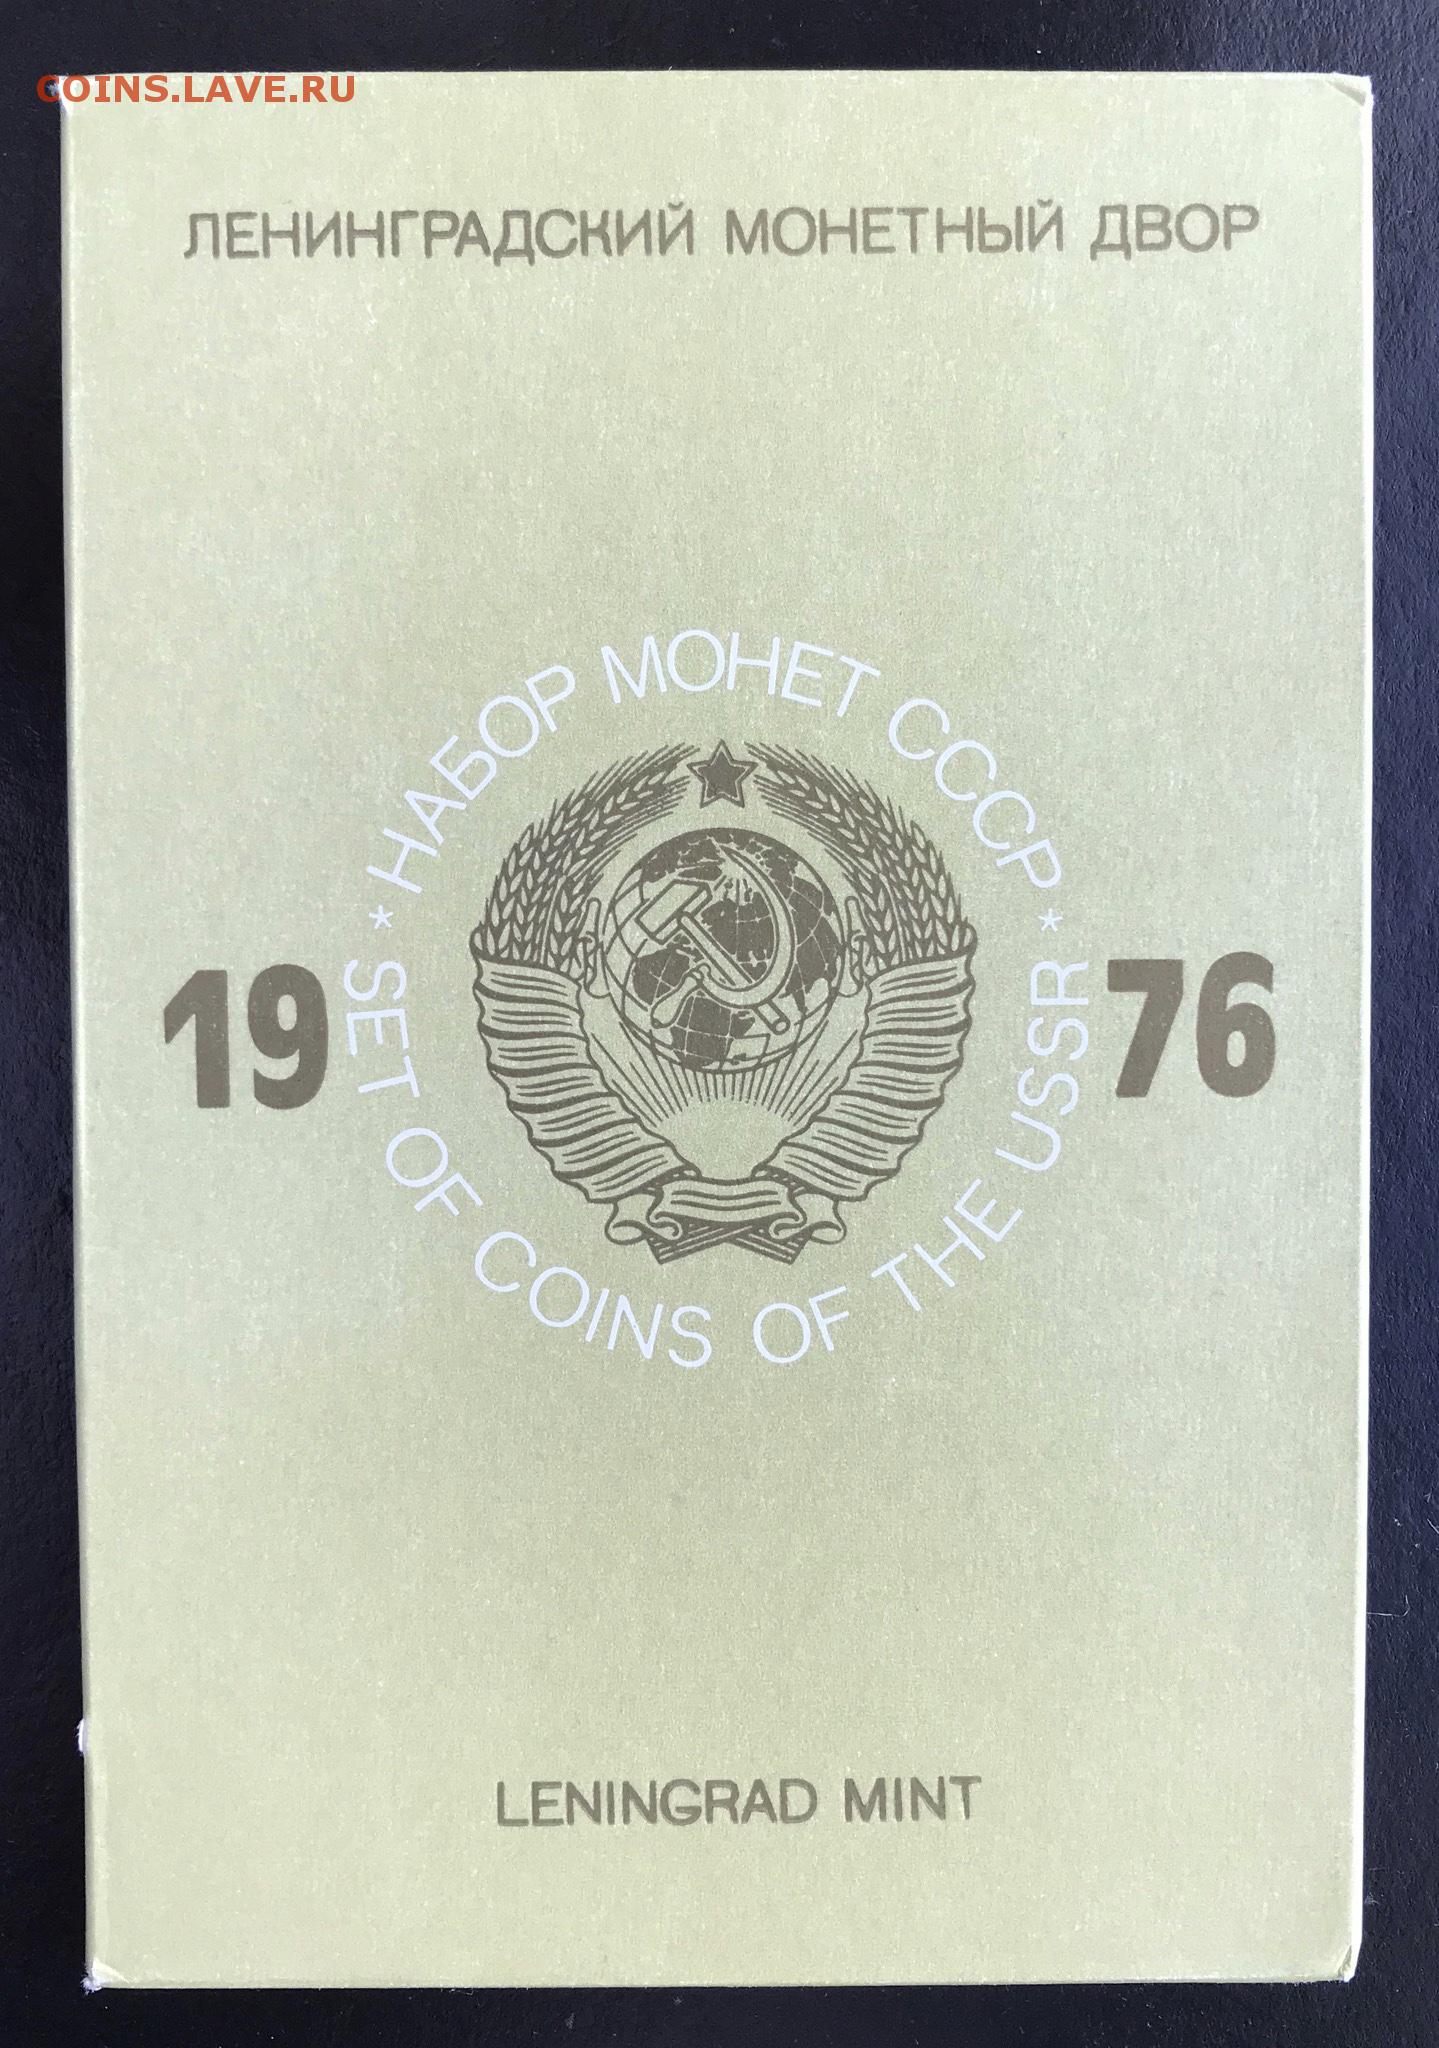 COINS.LAVE.RU
ЛЕНИНГРАДСКИЙ МОНЕТНЫЙ ДВОР
* НАБОР МОНЕТ СССР *
19 76
SET OF COINS OF THE USSR
LENINGRAD MINT